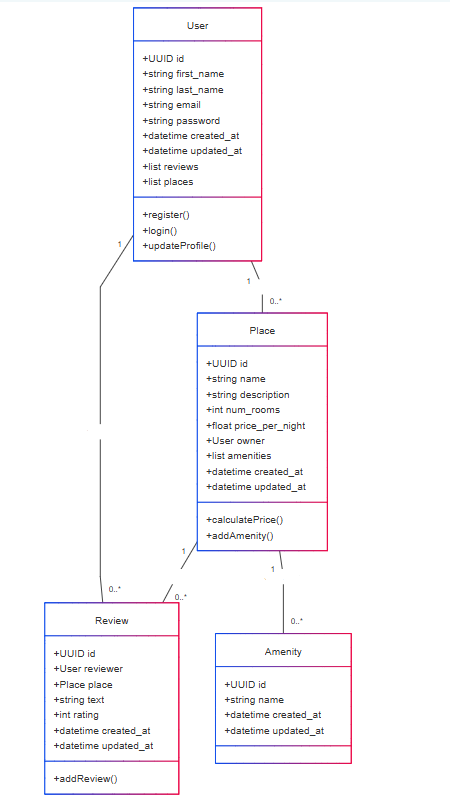 User
+UUID id
+string first_name
+string last_name
+string email
+string password
+datetime created_at
+datetime updated_at
+list reviews
+list places
+register()
+login()
+updateProfile()
1
1
0..*
Place
+UUID id
+string name
+string description
+int num_rooms
+float price_per_night
+User owner
+list amenities
+datetime created_at
+datetime updated_at
+calculatePrice()
+addAmenity()
1
1
0..*
0..*
0..*
Review
+UUID id
+User reviewer
+Place place
+string text
+int rating
+datetime created_at
+datetime updated_at
+addReview()
Amenity
+UUID id
+string name
+datetime created_at
+datetime updated_at